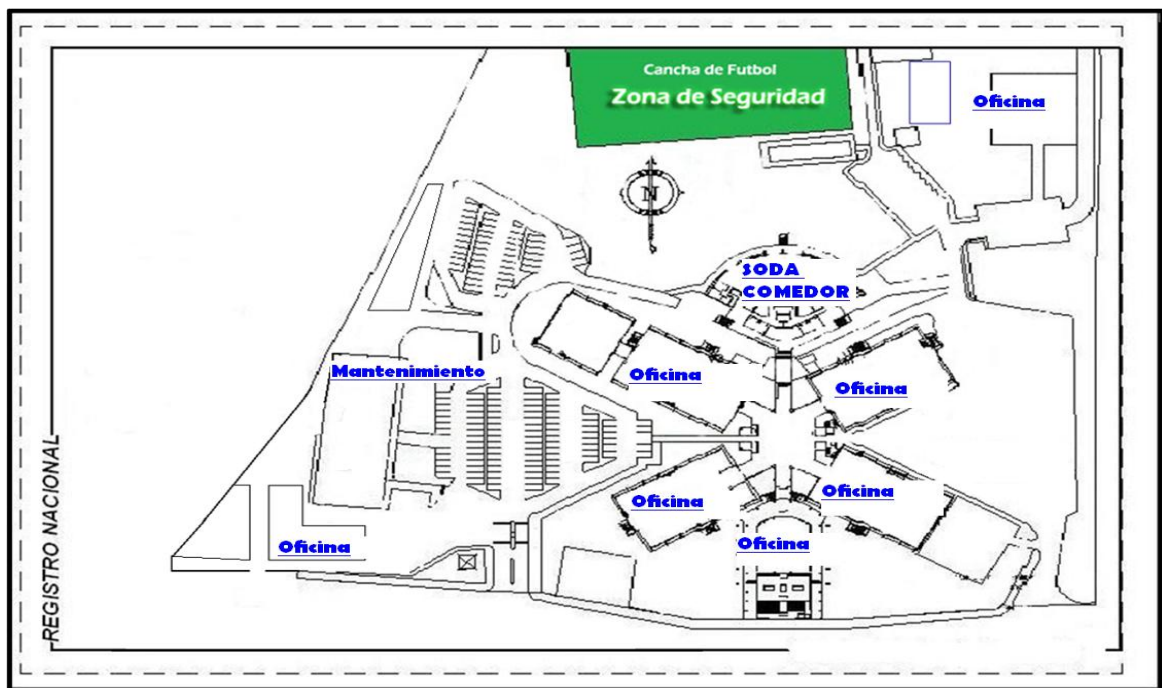 Cancha de Futbol
Zona de Seguridad
Oficina
N
SODA
COMEDOR
Mantenimiento
Oficina
Oficina
Oficina
Oficina
Oficina
Oficina
REGISTRO NACIONAL